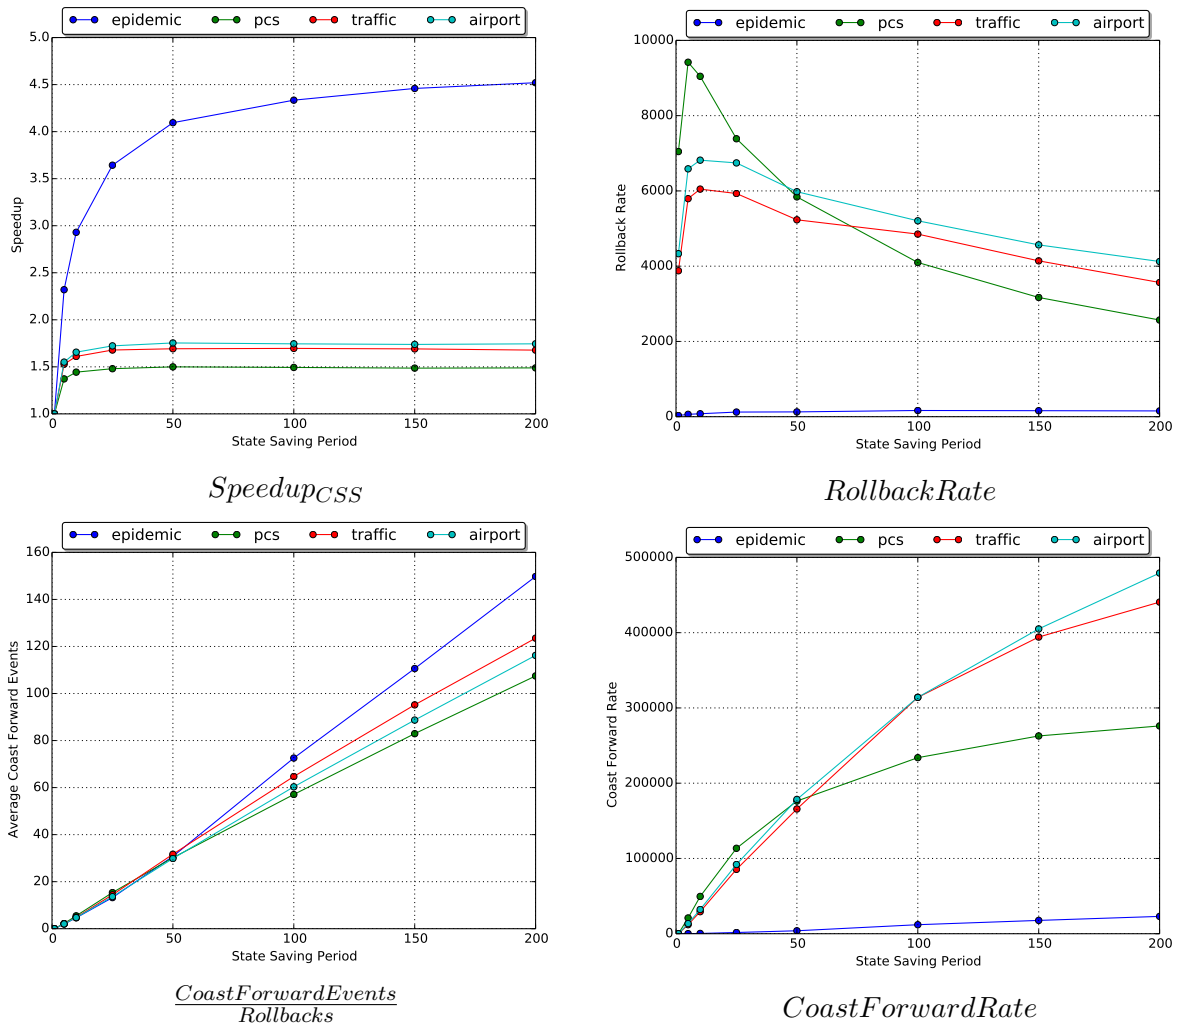 epidemic pcs traffic airport
5.0
4.5
4.0
3.5
3.0
2.5
2.0
1.5
1.0
Speedup
0 50 100 150 200
State Saving Period
Speedup_CSS
epidemic pcs traffic airport
10000
8000
6000
4000
2000
0
Rollback Rate
0 50 100 150 200
State Saving Period
RollbackRate
epidemic pcs traffic airport
160
140
120
100
80
60
40
20
0
Average Coast Forward Events
0 50 100 150 200
State Saving Period
CoastForwardEvents
Rollbacks
epidemic pcs traffic airport
500000
400000
300000
200000
100000
0
Coast Forward Rate
0 50 100 150 200
State Saving Period
CoastForwardRate